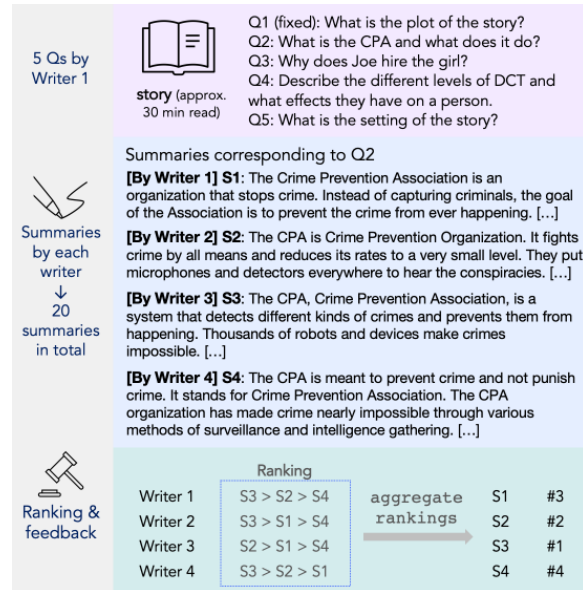 5 Qs by
Writer 1
story (approx.
30 min read)
Q1 (fixed): What is the plot of the story?
Q2: What is the CPA and what does it do?
Q3: Why does Joe hire the girl?
Q4: Describe the different levels of DCT and
what effects they have on a person.
Q5: What is the setting of the story?
Summaries
by each
writer
↓
20
summaries
in total
Summaries corresponding to Q2
[By Writer 1] S1: The Crime Prevention Association is an
organization that stops crime. Instead of capturing criminals, the goal
of the Association is to prevent the crime from ever happening. [...]
[By Writer 2] S2: The CPA is Crime Prevention Organization. It fights
crime by all means and reduces its rates to a very small level. They put
microphones and detectors everywhere to hear the conspiracies. [...]
[By Writer 3] S3: The CPA, Crime Prevention Association, is a
system that detects different kinds of crimes and prevents them from
happening. Thousands of robots and devices make crimes
impossible. [...]
[By Writer 4] S4: The CPA is meant to prevent crime and not punish
crime. It stands for Crime Prevention Association. The CPA
organization has made crime nearly impossible through various
methods of surveillance and intelligence gathering. [...]
Ranking &
feedback
Ranking
Writer 1 S3 > S2 > S4
Writer 2 S3 > S1 > S4
Writer 3 S2 > S1 > S4
Writer 4 S3 > S2 > S1
aggregate
rankings
S1 #3
S2 #2
S3 #1
S4 #4